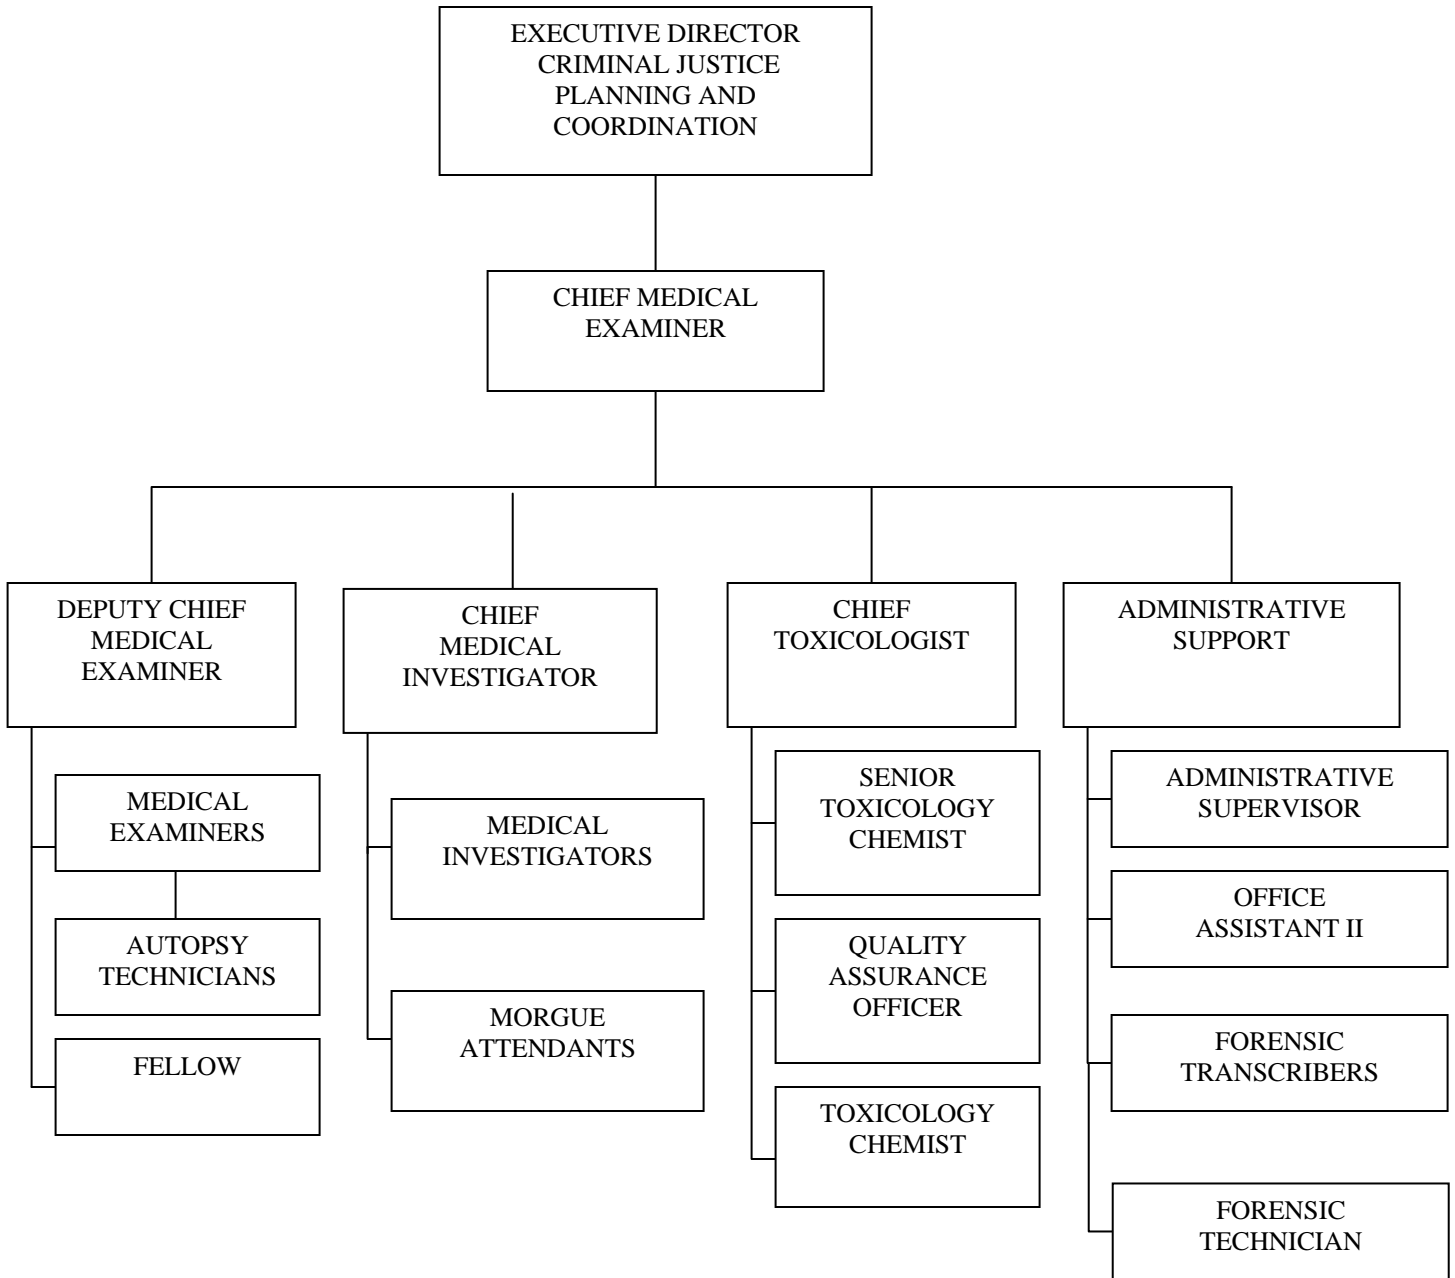 EXECUTIVE DIRECTOR
CRIMINAL JUSTICE
PLANNING AND
COORDINATION
CHIEF MEDICAL
EXAMINER
DEPUTY CHIEF
MEDICAL
EXAMINER
CHIEF
MEDICAL
INVESTIGATOR
CHIEF
TOXICOLOGIST
ADMINISTRATIVE
SUPPORT
MEDICAL
EXAMINERS
AUTOPSY
TECHNICIANS
FELLOW
MEDICAL
INVESTIGATORS
MORGUE
ATTENDANTS
SENIOR
TOXICOLOGY
CHEMIST
QUALITY
ASSURANCE
OFFICER
TOXICOLOGY
CHEMIST
ADMINISTRATIVE
SUPERVISOR
OFFICE
ASSISTANT II
FORENSIC
TRANSCRIBERS
FORENSIC
TECHNICIAN